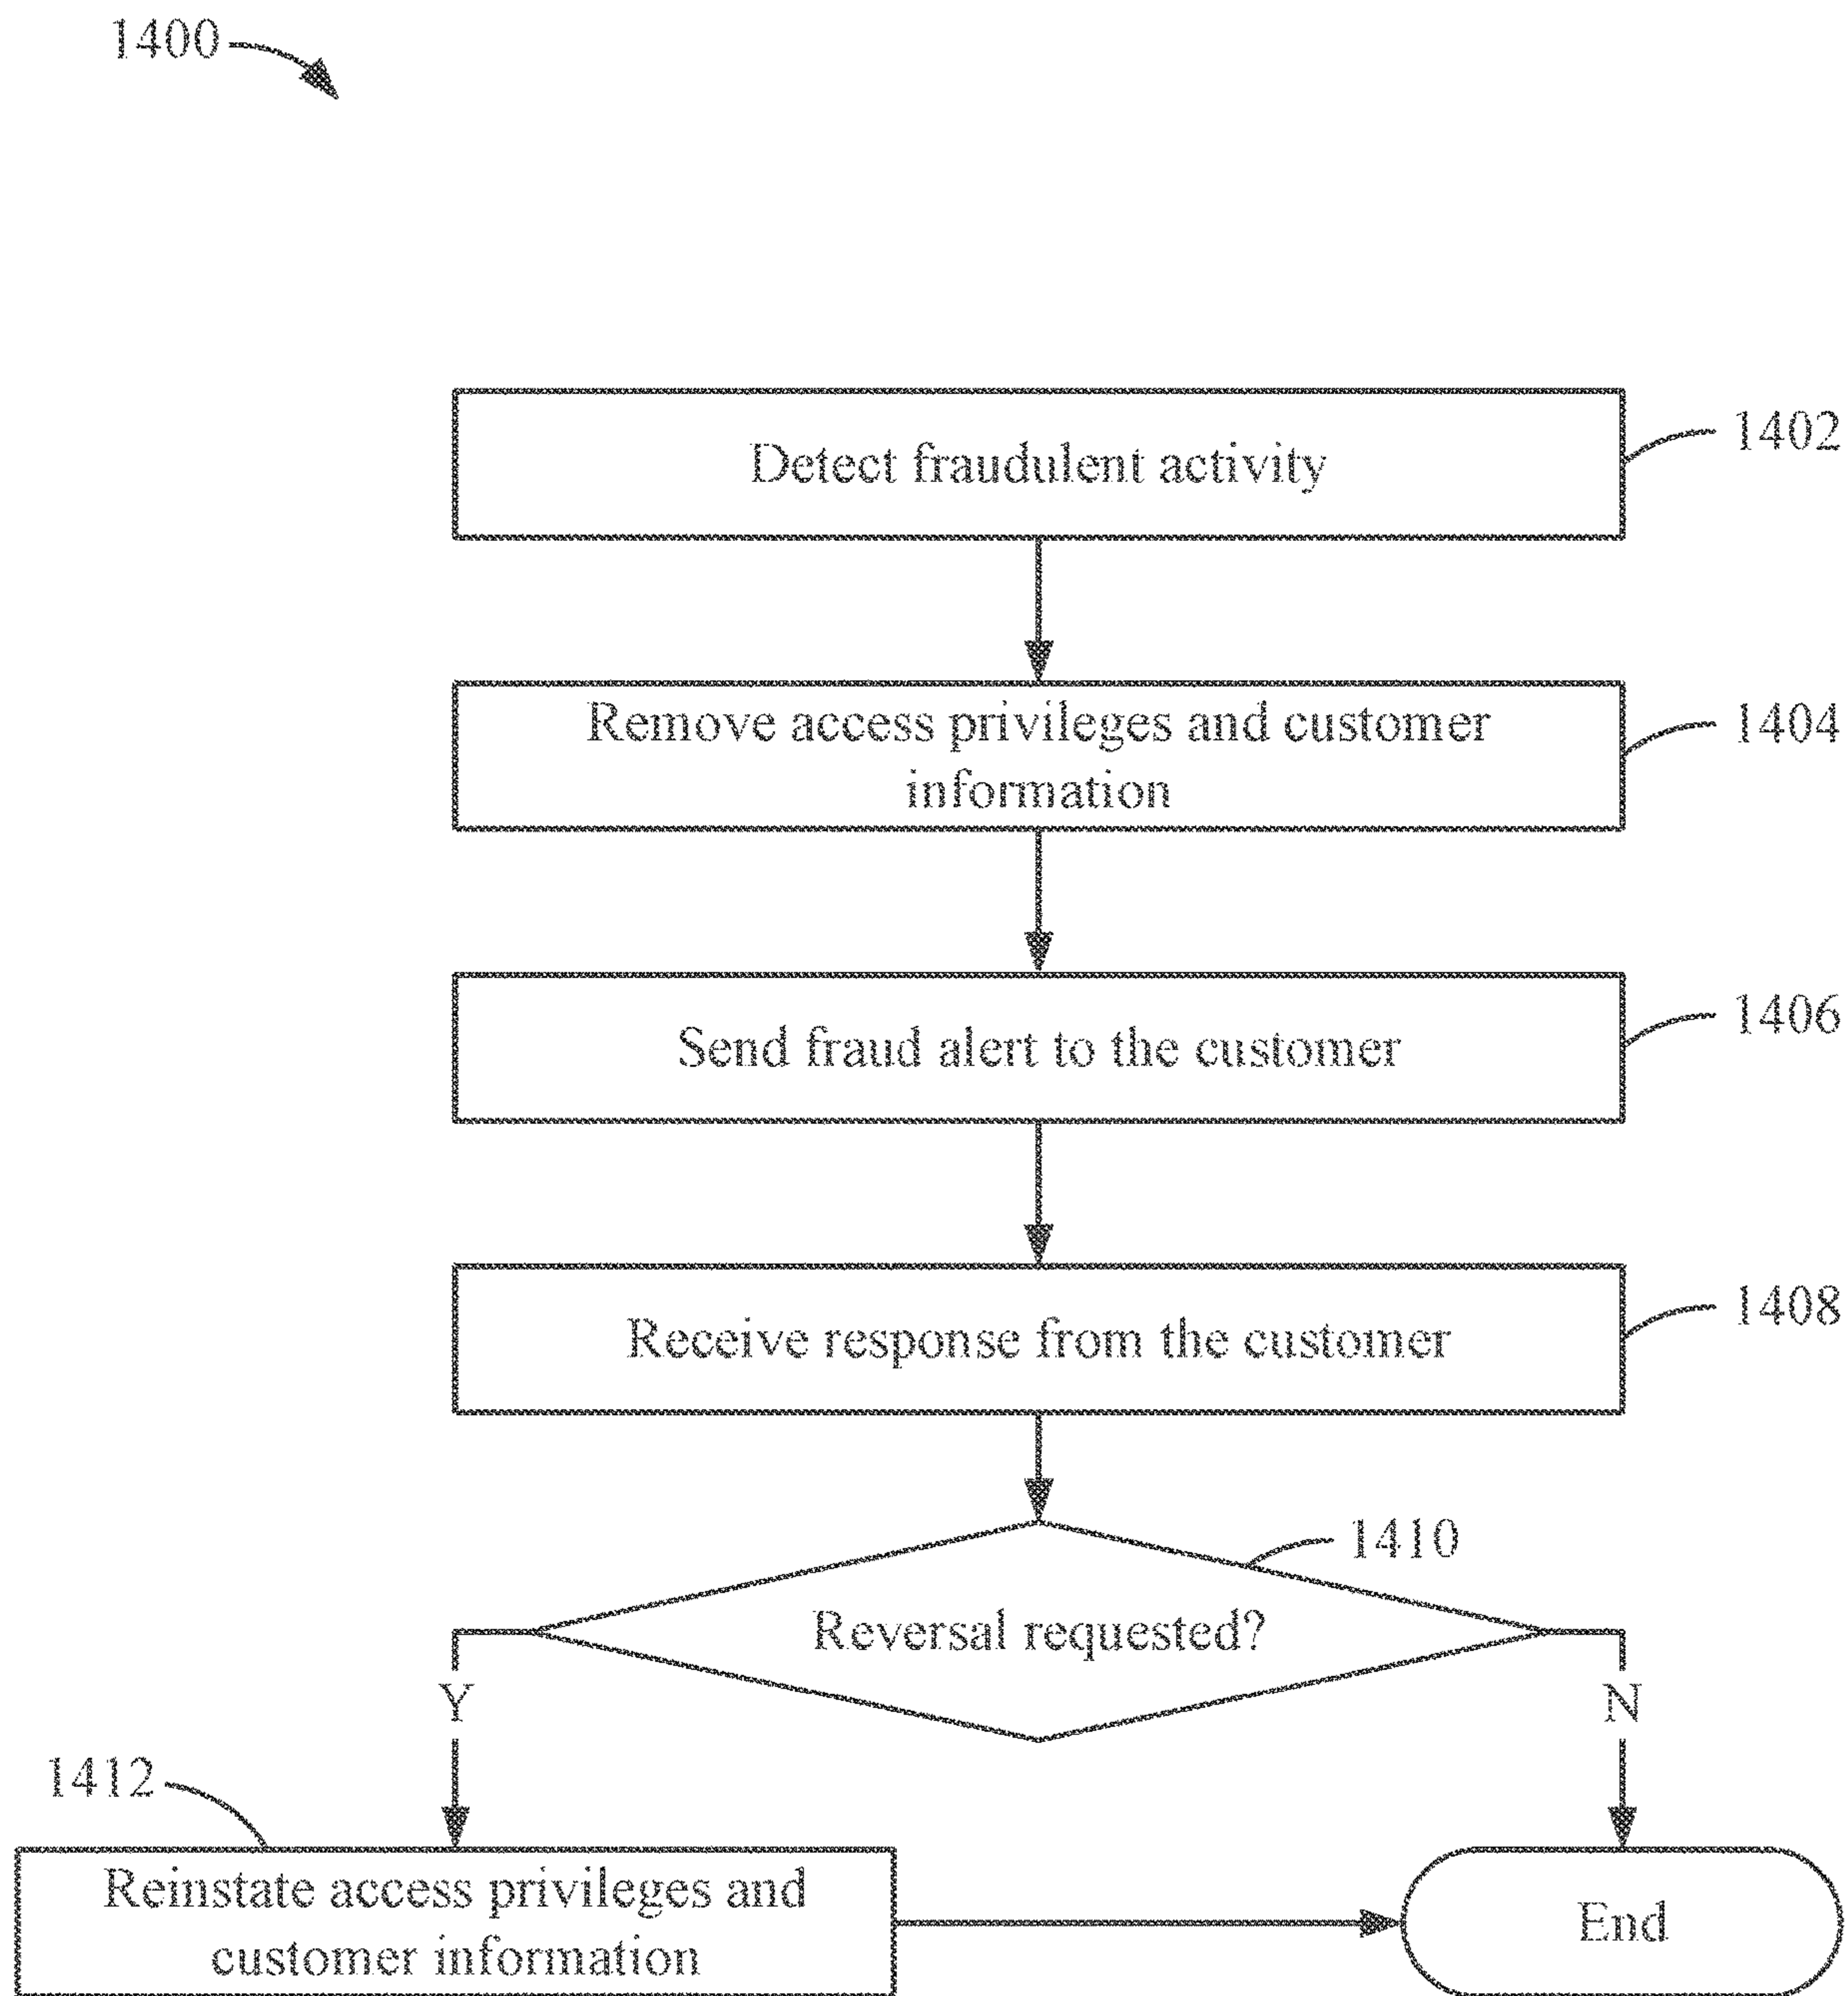 1400
Detect fraudulent activity
1402
Remove access privileges and customer
information
1404
Send fraud alert to the customer
1406
Receive response from the customer
1408
1410
Reversal requested?
Y
N
1412
Reinstate access privileges and
customer information
End